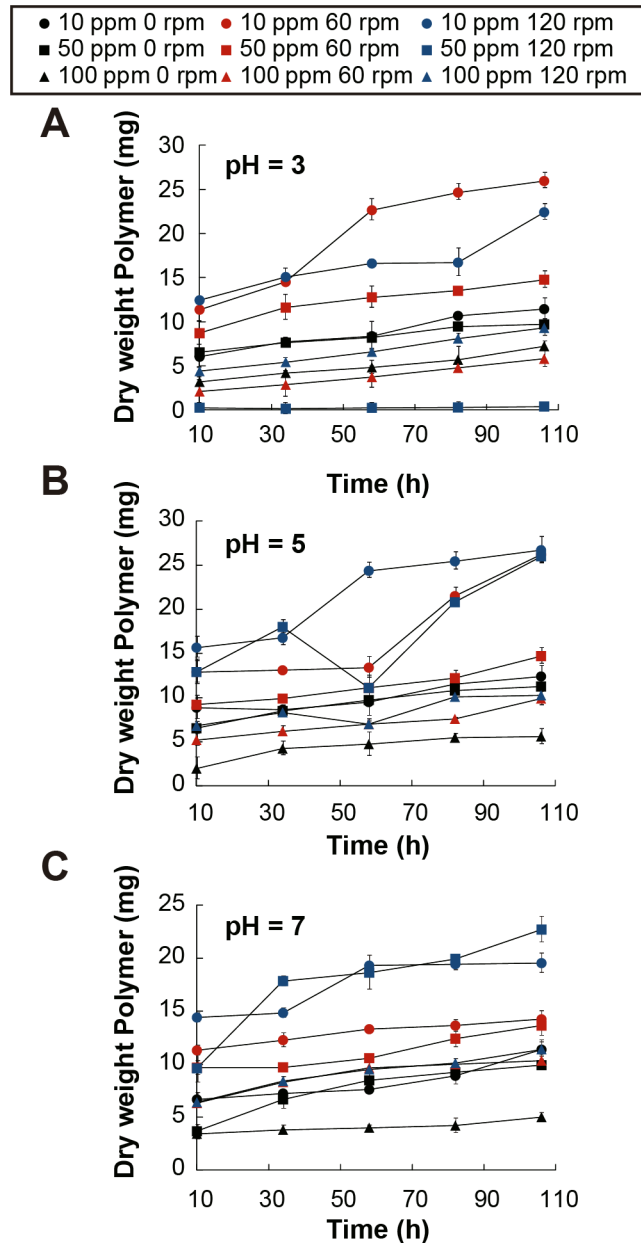 10 ppm 0 rpm 10 ppm 60 rpm 10 ppm 120 rpm
50 ppm 0 rpm 50 ppm 60 rpm 50 ppm 120 rpm
100 ppm 0 rpm 100 ppm 60 rpm 100 ppm 120 rpm
A
pH = 3
Dry weight Polymer (mg)
30
25
20
15
10
5
0
10 30 50 70 90 110
Time (h)
B
pH = 5
Dry weight Polymer (mg)
30
25
20
15
10
5
0
10 30 50 70 90 110
Time (h)
C
pH = 7
Dry weight Polymer (mg)
25
20
15
10
5
0
10 30 50 70 90 110
Time (h)